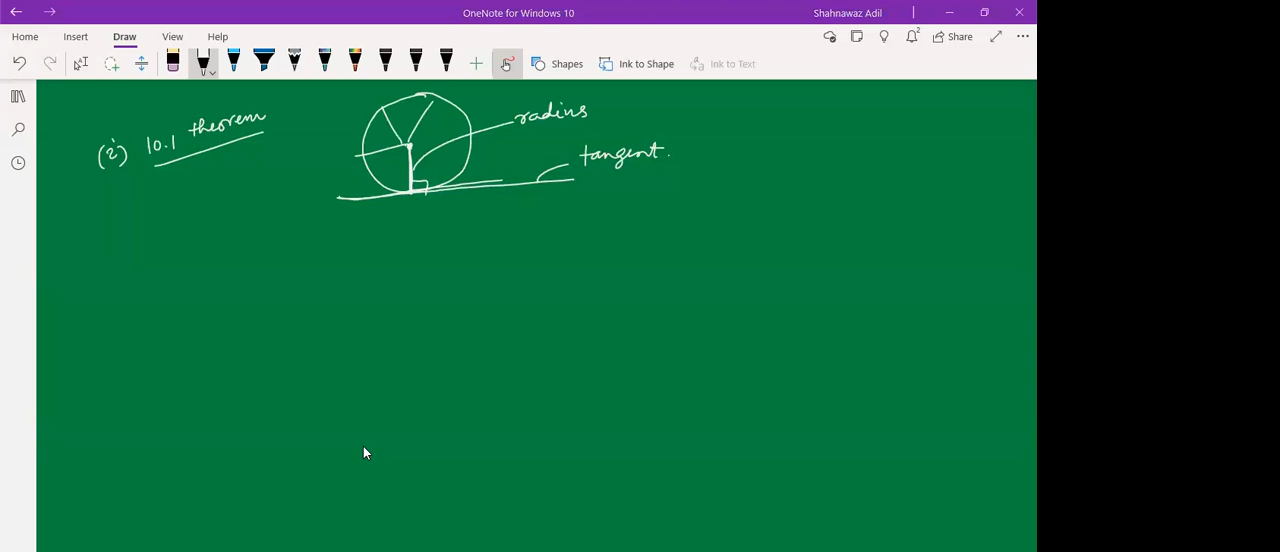 OneNote for Windows 10
Shahnawaz Adil
Home Insert Draw View Help
2
Share
Shapes
Ink to Shape
Ink to Text
(i) 10.1 theorem
radius
tangent.